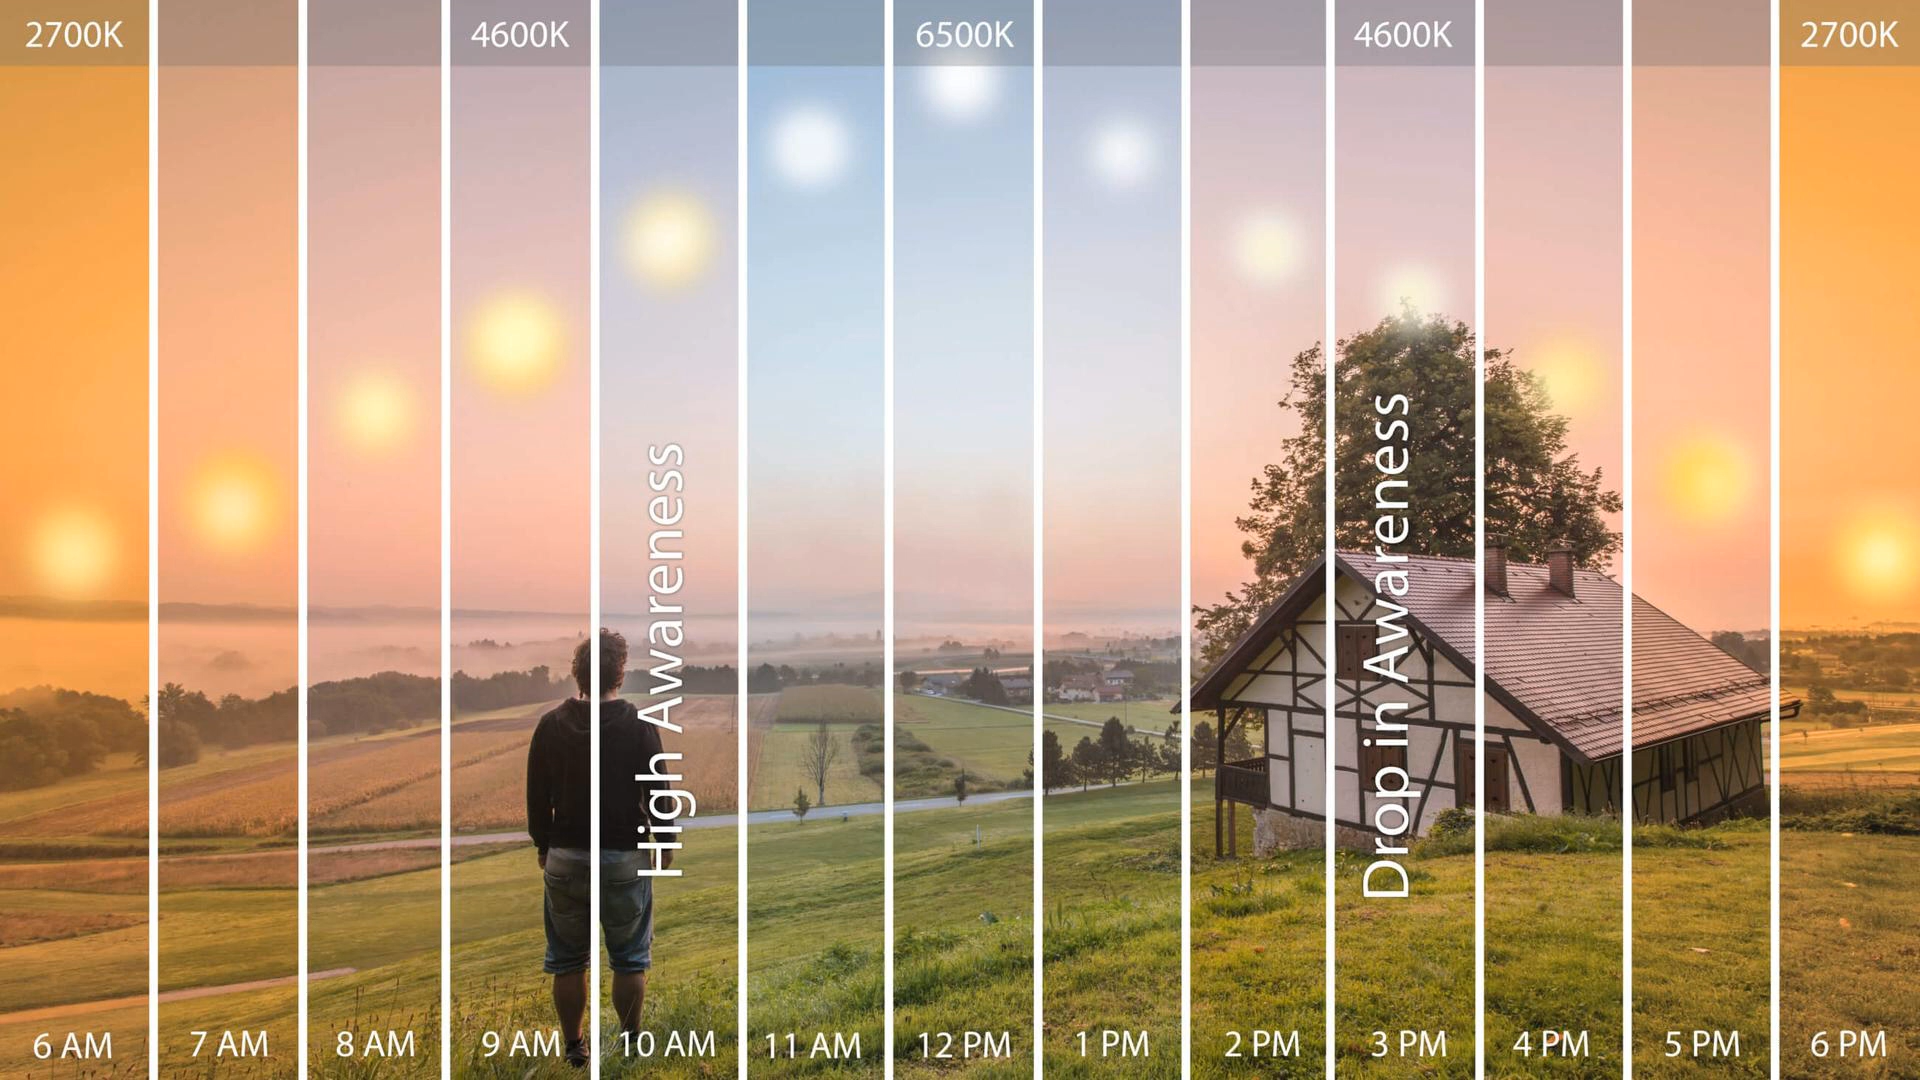 2700K
4600K
6500K
4600K
2700K
High Awareness
Drop in Awareness
6 AM
7 AM
8 AM
9 AM
10 AM
11 AM
12 PM
1 PM
2 PM
3 PM
4 PM
5 PM
6 PM